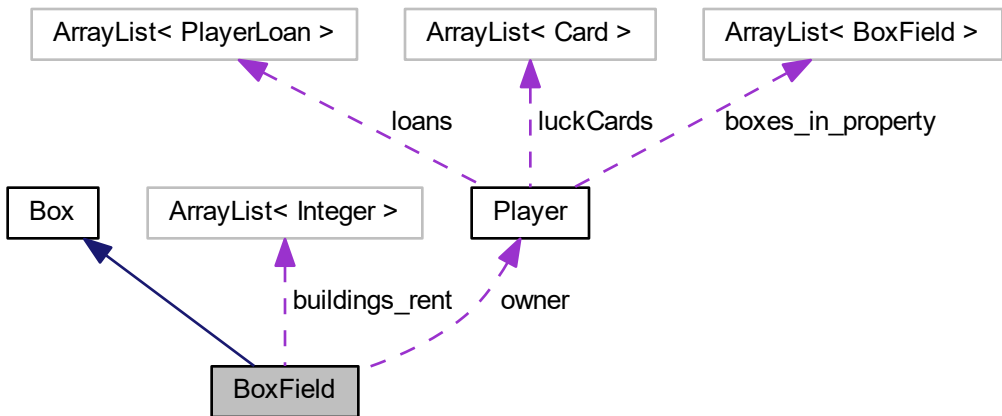 ArrayList< PlayerLoan >
ArrayList< Card >
ArrayList< BoxField >
loans
luckCards
boxes_in_property
Box
ArrayList< Integer >
Player
buildings_rent
owner
BoxField